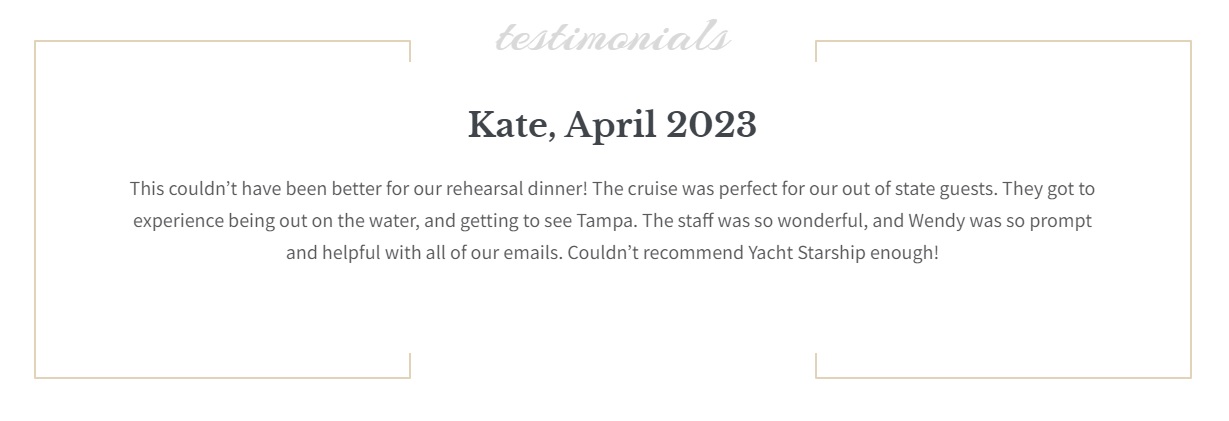 testimonials
Kate, April 2023
This couldn’t have been better for our rehearsal dinner! The cruise was perfect for our out of state guests. They got to
experience being out on the water, and getting to see Tampa. The staff was so wonderful, and Wendy was so prompt
and helpful with all of our emails. Couldn’t recommend Yacht Starship enough!